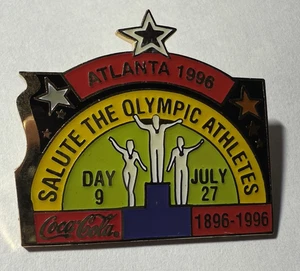 ATLANTA 1996
SALUTE THE OLYMPIC ATHLETES
DAY
9
JULY
27
Coca-Cola
1896-1996